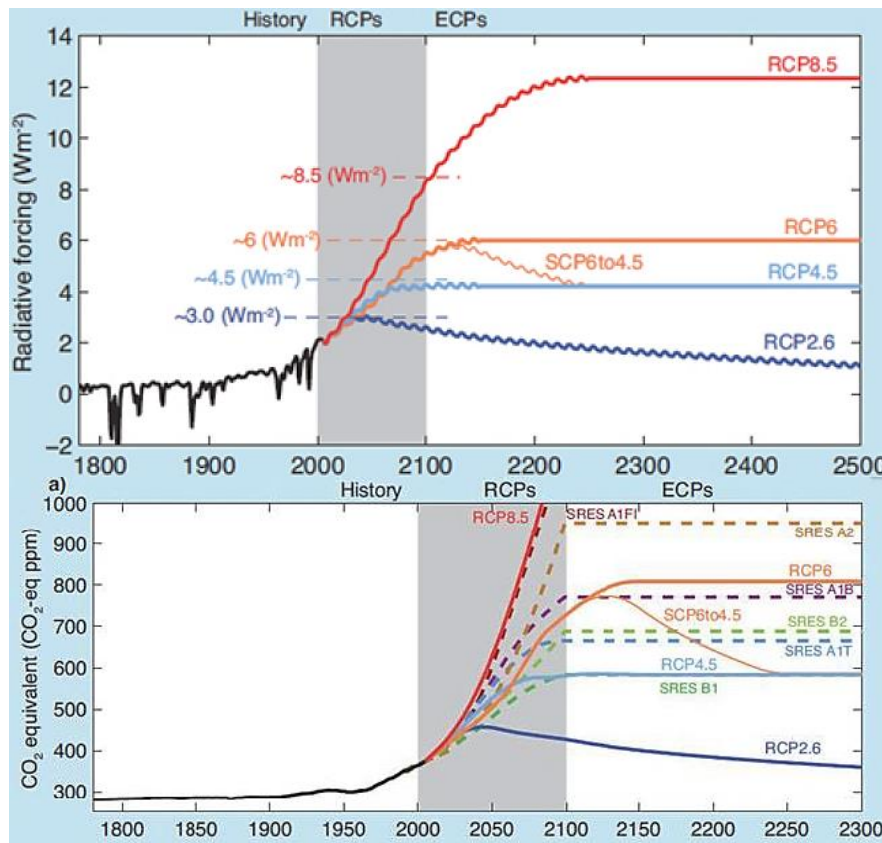 History RCPs ECPs
Radiative forcing (Wm-2)
14
12
10
8
6
4
2
0
−2
RCP8.5
~8.5 (Wm-2)
~6 (Wm-2)
RCP6
SCP6to4.5
~4.5 (Wm-2)
RCP4.5
~3.0 (Wm-2)
RCP2.6
1800 1900 2000 2100 2200 2300 2400 2500
a)
History RCPs ECPs
CO2 equivalent (CO2-eq ppm)
1000
900
800
700
600
500
400
300
RCP8.5
SRES A1FI
SRES A2
RCP6
SRES A1B
SCP6to4.5
SRES B2
SRES A1T
RCP4.5
SRES B1
RCP2.6
1800 1850 1900 1950 2000 2050 2100 2150 2200 2250 2300